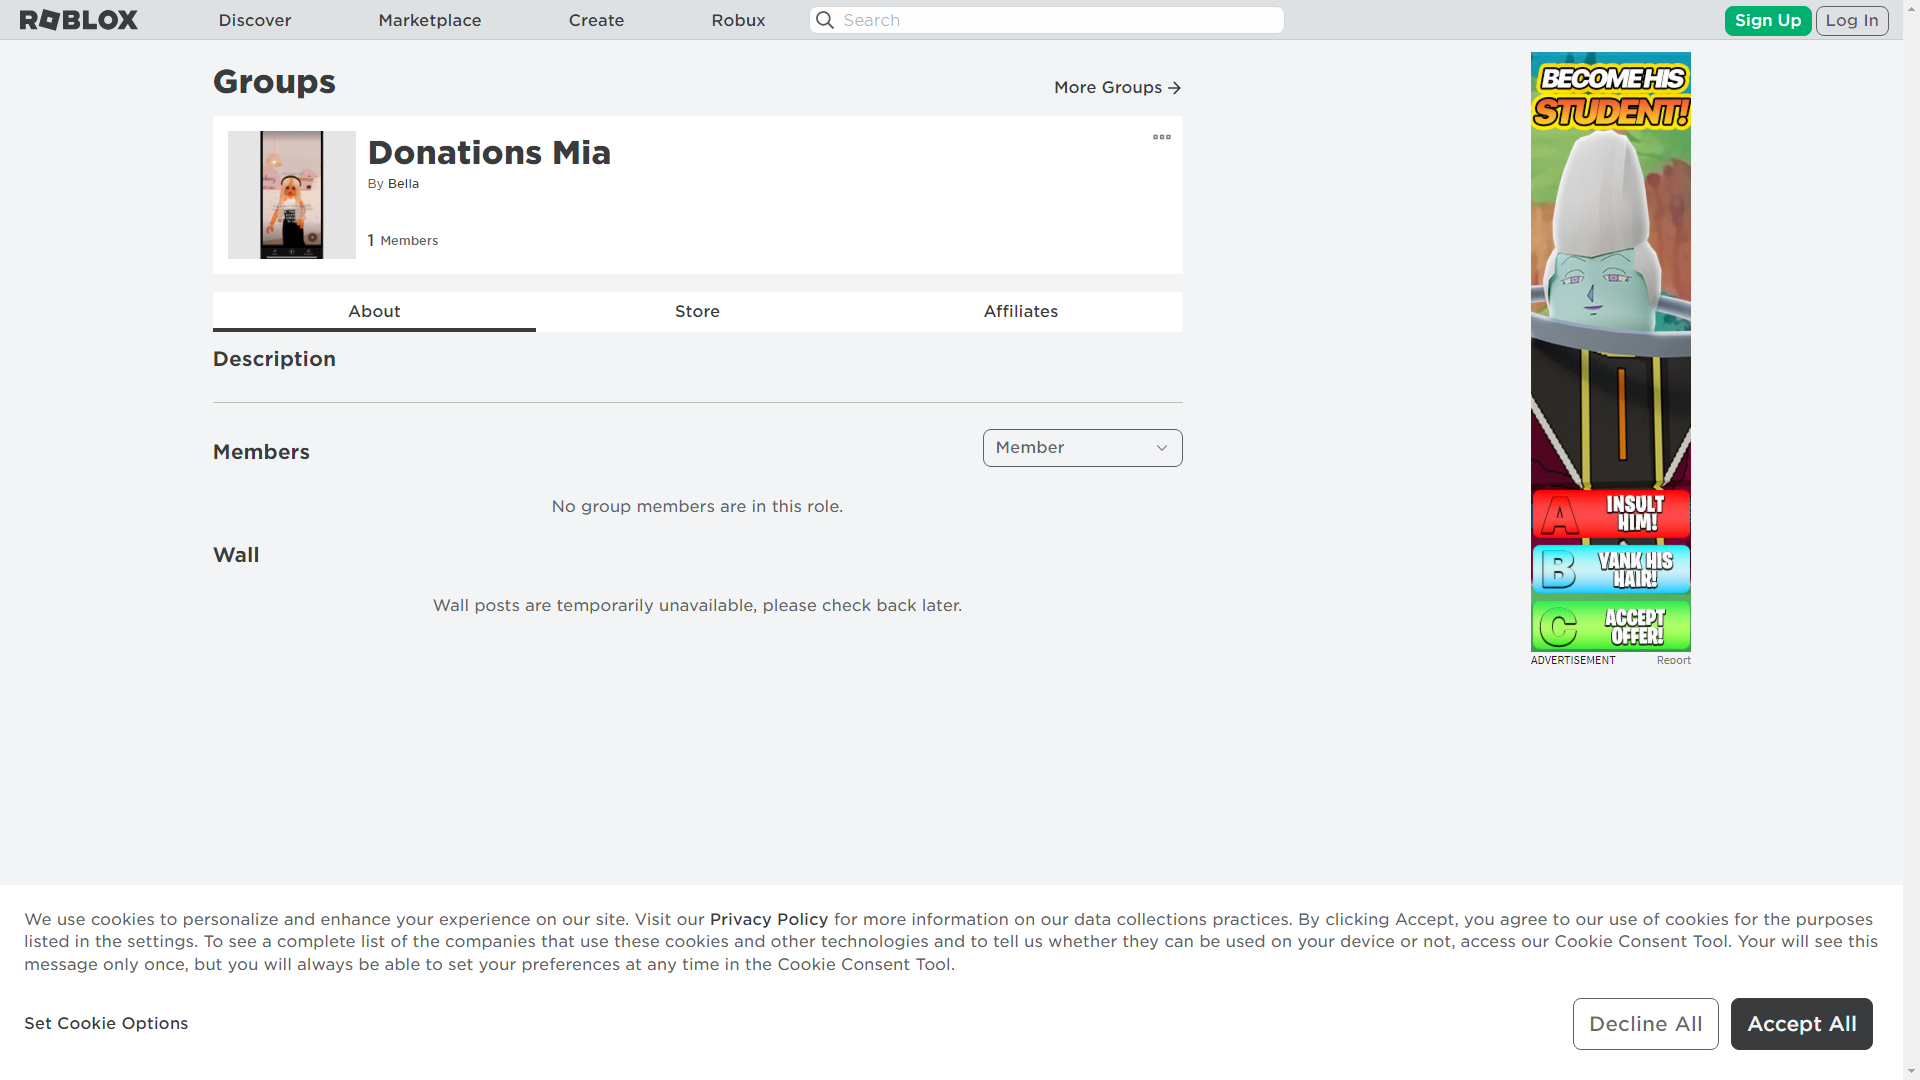 ROBLOX
Discover
Marketplace
Create
Robux
Search
Sign Up
Log In
Groups
More Groups
Donations Mia
By Bella
1 Members
About
Store
Affiliates
Description
Members
Member
No group members are in this role.
Wall
Wall posts are temporarily unavailable, please check back later.
BECOME HIS
STUDENT!
A INSULT
HIM!
B YANK HIS
HAIR!
C ACCEPT
OFFER!
ADVERTISEMENT
Report
We use cookies to personalize and enhance your experience on our site. Visit our Privacy Policy for more information on our data collections practices. By clicking Accept, you agree to our use of cookies for the purposes
listed in the settings. To see a complete list of the companies that use these cookies and other technologies and to tell us whether they can be used on your device or not, access our Cookie Consent Tool. Your will see this
message only once, but you will always be able to set your preferences at any time in the Cookie Consent Tool.
Set Cookie Options
Decline All
Accept All